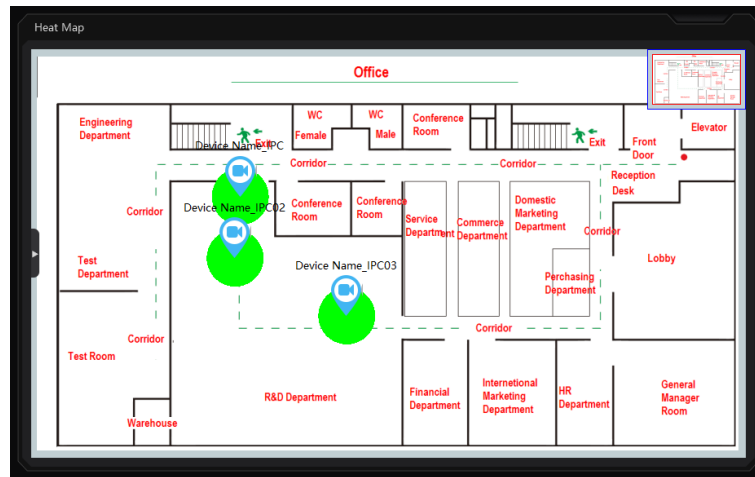 Heat Map
Office
Engineering
Department
WC
Female
WC
Male
Conference
Room
Exit
Exit
Front
Door
Elevator
Device Name_IPC
Corridor
Corridor
Reception
Desk
Corridor
Device Name_IPC02
Conference
Room
Conference
Room
Service
Department
Commerce
Department
Domestic
Marketing
Department
Corridor
Lobby
Test
Department
Device Name_IPC03
Perchasing
Department
Corridor
Corridor
Test Room
R&D Department
Financial
Department
Internetional
Marketing
Department
HR
Department
General
Manager
Room
Warehouse